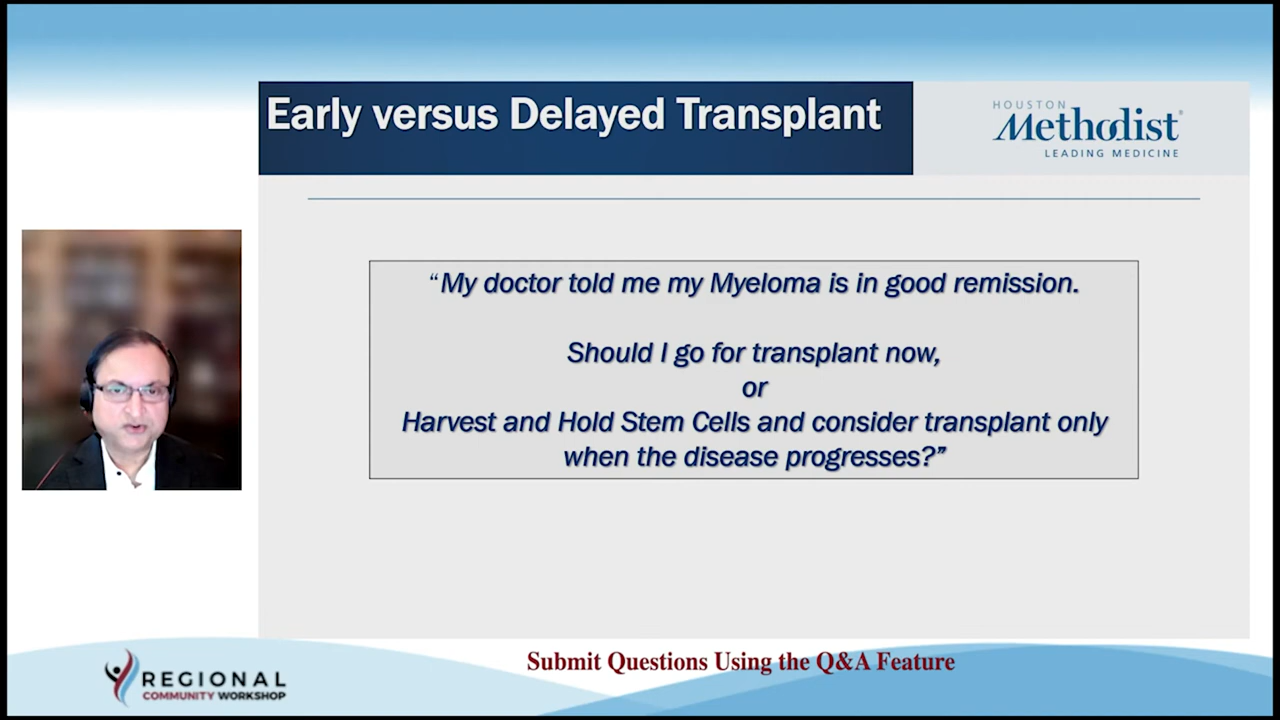 Early versus Delayed Transplant
HOUSTON
Methodist®
LEADING MEDICINE
“My doctor told me my Myeloma is in good remission.
Should I go for transplant now,
or
Harvest and Hold Stem Cells and consider transplant only
when the disease progresses?”
Submit Questions Using the Q&A Feature
REGIONAL
COMMUNITY WORKSHOP